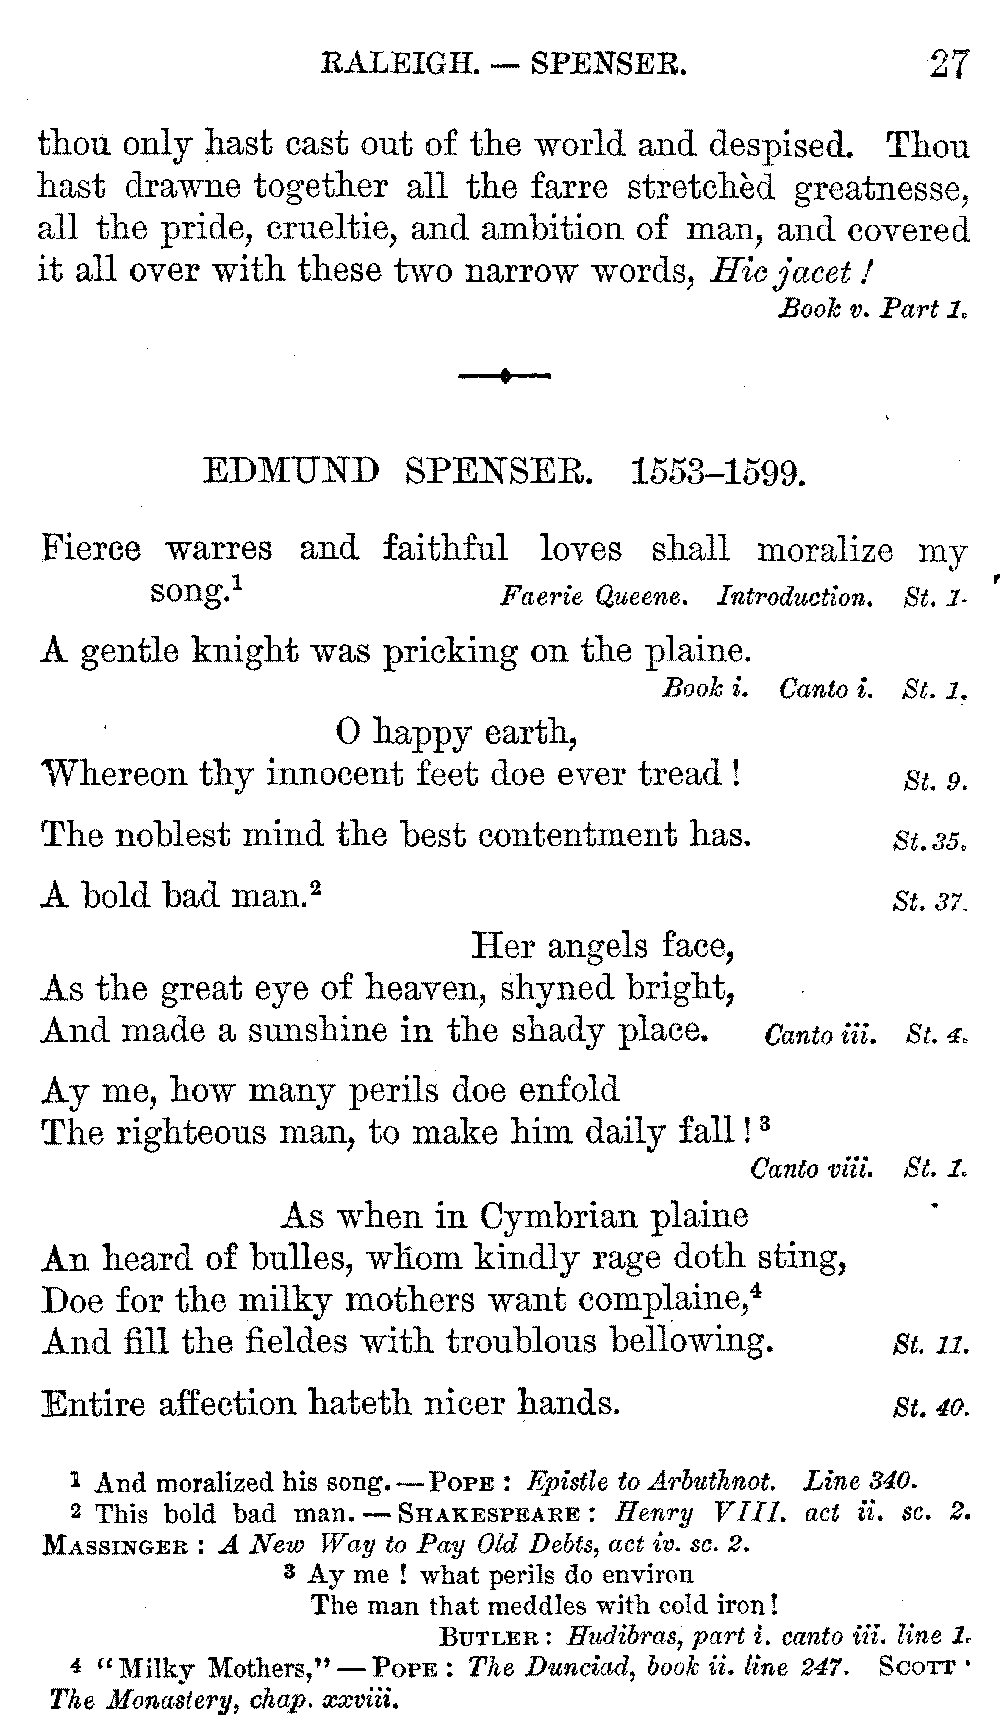 RALEIGH. — SPENSER. 27
thou only hast cast out of the world and despised. Thou
hast drawne together all the farre stretchèd greatnesse,
all the pride, crueltie, and ambition of man, and covered
it all over with these two narrow words, Hic jacet!
Book v. Part 1.
EDMUND SPENSER. 1553–1599.
Fierce warres and faithful loves shall moralize my
song.¹ Faerie Queene. Introduction. St. 1.
A gentle knight was pricking on the plaine.
Book i. Canto i. St. 1.
O happy earth,
Whereon thy innocent feet doe ever tread! St. 9.
The noblest mind the best contentment has. St. 35.
A bold bad man.² St. 37.
Her angels face,
As the great eye of heaven, shyned bright,
And made a sunshine in the shady place. Canto iii. St. 4.
Ay me, how many perils doe enfold
The righteous man, to make him daily fall!³
Canto viii. St. 1.
As when in Cymbrian plaine
An heard of bulles, whom kindly rage doth sting,
Doe for the milky mothers want complaine,⁴
And fill the fieldes with troublous bellowing. St. 11.
Entire affection hateth nicer hands. St. 40.
¹ And moralized his song. — POPE: Epistle to Arbuthnot. Line 340.
² This bold bad man. — SHAKESPEARE: Henry VIII. act ii. sc. 2.
MASSINGER: A New Way to Pay Old Debts, act iv. sc. 2.
³ Ay me! what perils do environ
The man that meddles with cold iron!
BUTLER: Hudibras, part i. canto iii. line 1.
⁴ "Milky Mothers," — POPE: The Dunciad, book ii. line 247. SCOTT:
The Monastery, chap. xxviii.